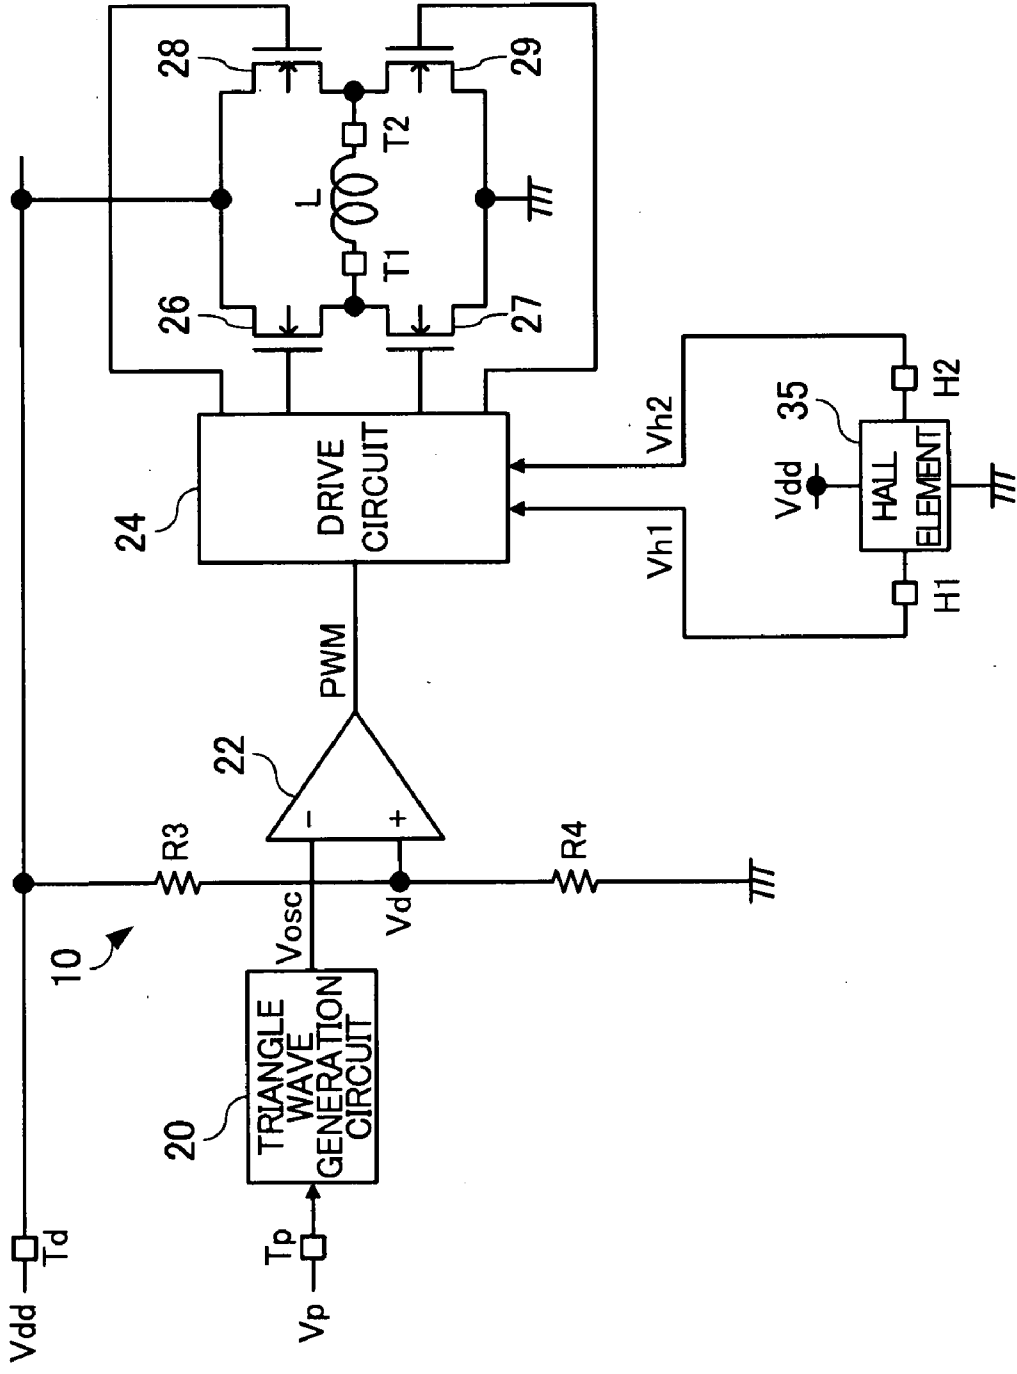 Vdd
Td
10
R3
28
26
L
T1
T2
29
27
24
DRIVE
CIRCUIT
22
−
+
PWM
Vosc
Vd
R4
20
TRIANGLE
WAVE
GENERATION
CIRCUIT
Tp
Vp
Vh1
Vh2
Vdd
35
HALL
ELEMENT
H1
H2